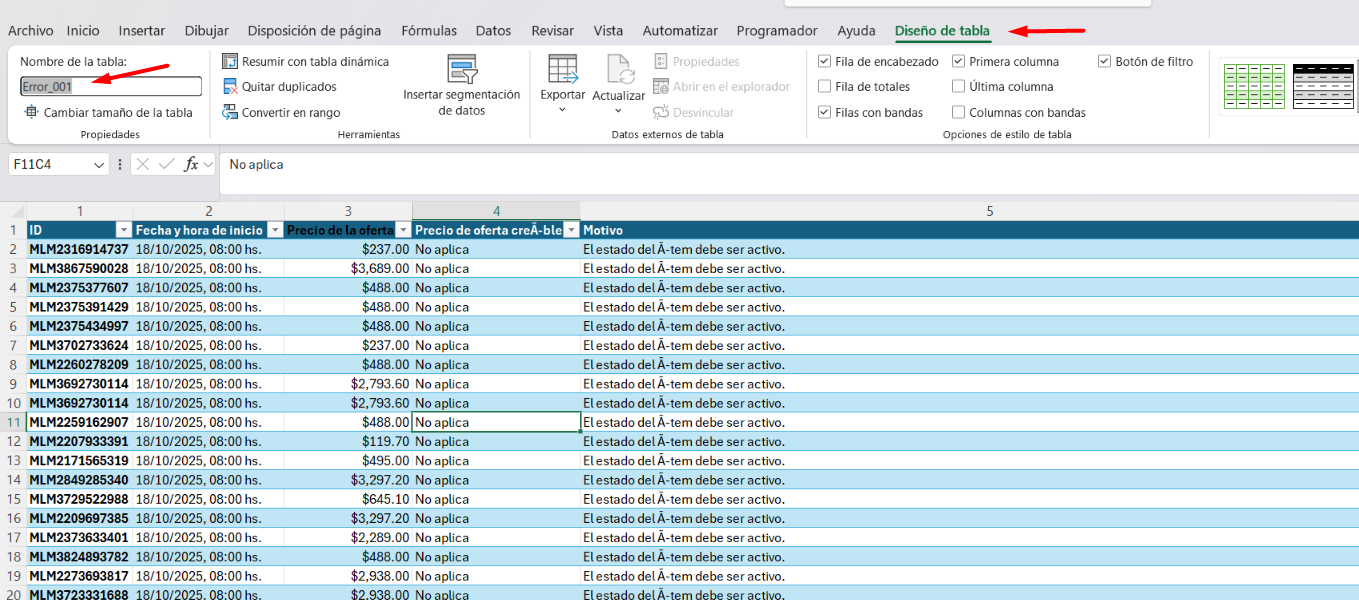 Archivo Inicio Insertar Dibujar Disposición de página Fórmulas Datos Revisar Vista Automatizar Programador Ayuda Diseño de tabla
Nombre de la tabla:
Error_001
Cambiar tamaño de la tabla
Propiedades
Resumir con tabla dinámica
Quitar duplicados
Convertir en rango
Insertar segmentación
de datos
Herramientas
Exportar
Actualizar
Propiedades
Abrir en el explorador
Desvincular
Datos externos de tabla
Fila de encabezado Primera columna Botón de filtro
Fila de totales Última columna
Filas con bandas Columnas con bandas
Opciones de estilo de tabla
F11C4 fx No aplica
1 2 3 4 5
1 ID Fecha y hora de inicio Precio de la oferta Precio de oferta creÃ-ble Motivo
2 MLM2316914737 18/10/2025, 08:00 hs. $237.00 No aplica El estado del Ã-tem debe ser activo.
3 MLM3867590028 18/10/2025, 08:00 hs. $3,689.00 No aplica El estado del Ã-tem debe ser activo.
4 MLM2375377607 18/10/2025, 08:00 hs. $488.00 No aplica El estado del Ã-tem debe ser activo.
5 MLM2375391429 18/10/2025, 08:00 hs. $488.00 No aplica El estado del Ã-tem debe ser activo.
6 MLM2375434997 18/10/2025, 08:00 hs. $488.00 No aplica El estado del Ã-tem debe ser activo.
7 MLM3702733624 18/10/2025, 08:00 hs. $237.00 No aplica El estado del Ã-tem debe ser activo.
8 MLM2260278209 18/10/2025, 08:00 hs. $488.00 No aplica El estado del Ã-tem debe ser activo.
9 MLM3692730114 18/10/2025, 08:00 hs. $2,793.60 No aplica El estado del Ã-tem debe ser activo.
10 MLM3692730114 18/10/2025, 08:00 hs. $2,793.60 No aplica El estado del Ã-tem debe ser activo.
11 MLM2259162907 18/10/2025, 08:00 hs. $488.00 No aplica El estado del Ã-tem debe ser activo.
12 MLM2207933391 18/10/2025, 08:00 hs. $119.70 No aplica El estado del Ã-tem debe ser activo.
13 MLM2171565319 18/10/2025, 08:00 hs. $495.00 No aplica El estado del Ã-tem debe ser activo.
14 MLM2849285340 18/10/2025, 08:00 hs. $3,297.20 No aplica El estado del Ã-tem debe ser activo.
15 MLM3729522988 18/10/2025, 08:00 hs. $645.10 No aplica El estado del Ã-tem debe ser activo.
16 MLM2209697385 18/10/2025, 08:00 hs. $3,297.20 No aplica El estado del Ã-tem debe ser activo.
17 MLM2373633401 18/10/2025, 08:00 hs. $2,289.00 No aplica El estado del Ã-tem debe ser activo.
18 MLM3824893782 18/10/2025, 08:00 hs. $488.00 No aplica El estado del Ã-tem debe ser activo.
19 MLM2273693817 18/10/2025, 08:00 hs. $2,938.00 No aplica El estado del Ã-tem debe ser activo.
20 MLM3723331688 18/10/2025, 08:00 hs. $2,938.00 No aplica El estado del Ã-tem debe ser activo.